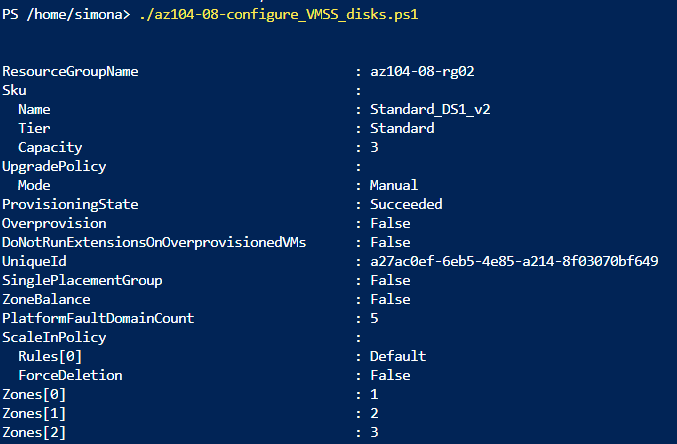 PS /home/simona> ./az104-08-configure_VMSS_disks.ps1
ResourceGroupName : az104-08-rg02
Sku :
Name : Standard_DS1_v2
Tier : Standard
Capacity : 3
UpgradePolicy :
Mode : Manual
ProvisioningState : Succeeded
Overprovision : False
DoNotRunExtensionsOnOverprovisionedVMs : False
UniqueId : a27ac0ef-6eb5-4e85-a214-8f03070bf649
SinglePlacementGroup : False
ZoneBalance : False
PlatformFaultDomainCount : 5
ScaleInPolicy :
Rules[0] : Default
ForceDeletion : False
Zones[0] : 1
Zones[1] : 2
Zones[2] : 3